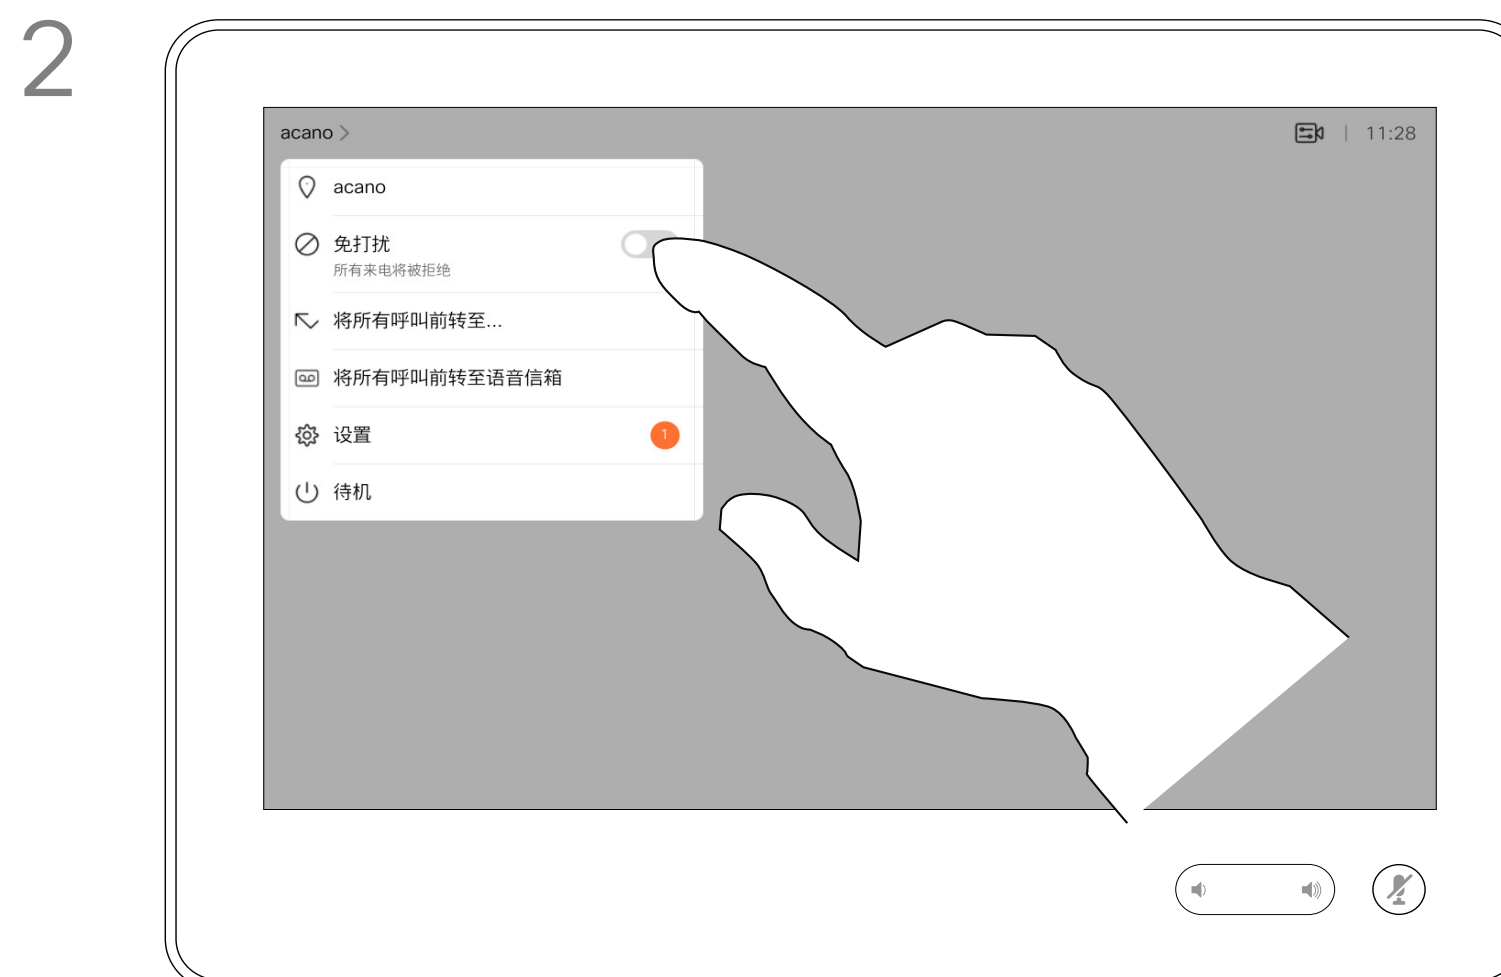 2
acano >
11:28
acano
免打扰
所有来电将被拒绝
将所有呼叫前转至...
将所有呼叫前转至语音信箱
设置
1
待机